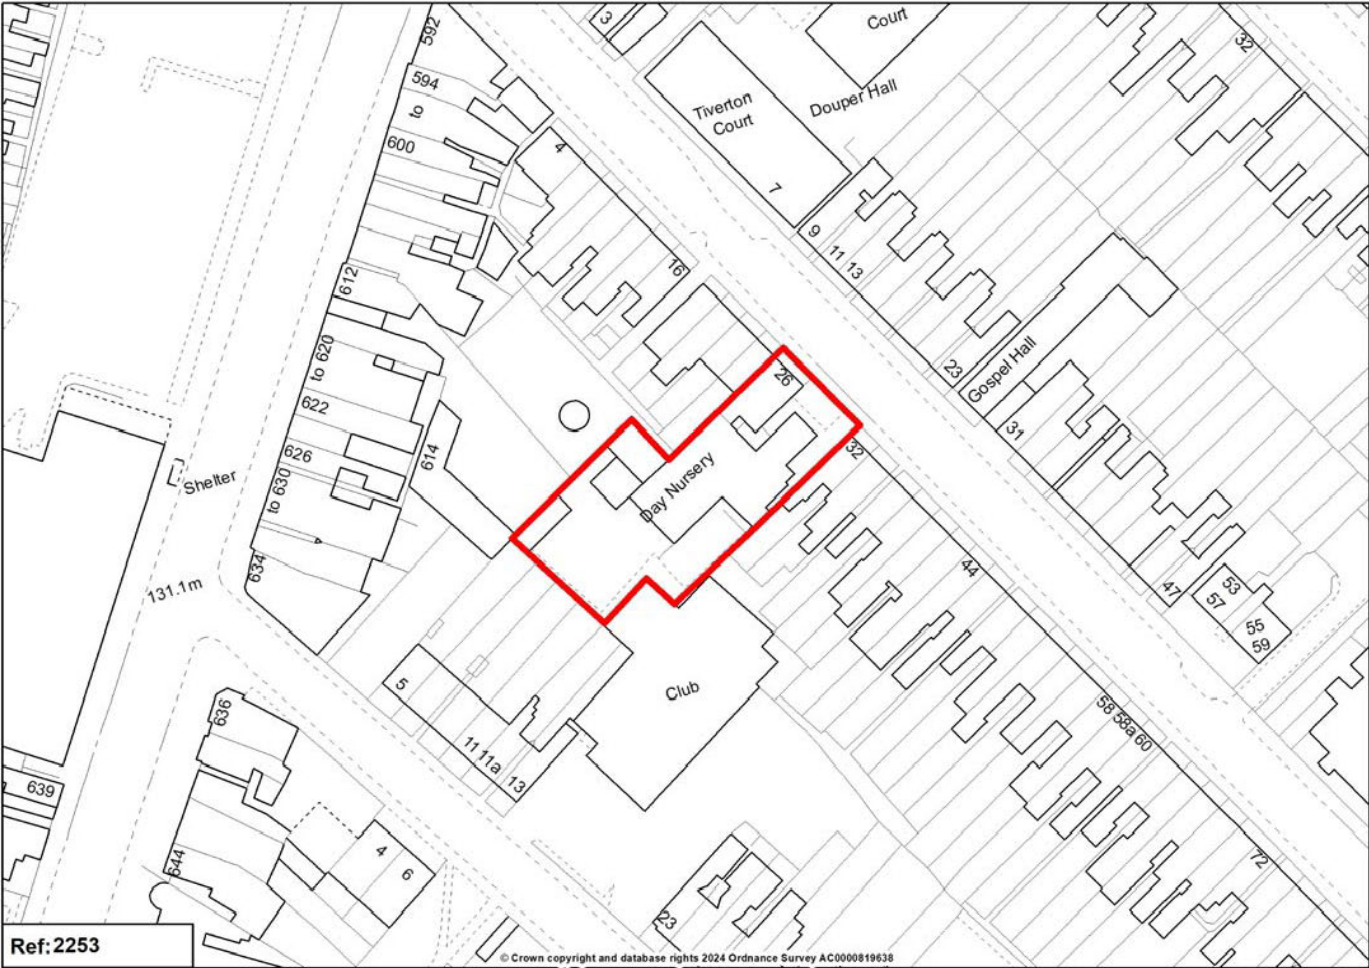 592
3
Court
32
594
to
600
Tiverton
Court
Douper Hall
4
7
9
11 13
16
612
to 620
622
626
to 630
634
614
23
Gospel Hall
31
26
32
Shelter
Day Nursery
131.1m
44
47
53
57
55
59
Club
5
11 11a
13
58 58a 60
636
639
644
4
6
23
72
Ref: 2253
© Crown copyright and database rights 2024 Ordnance Survey AC0000819638